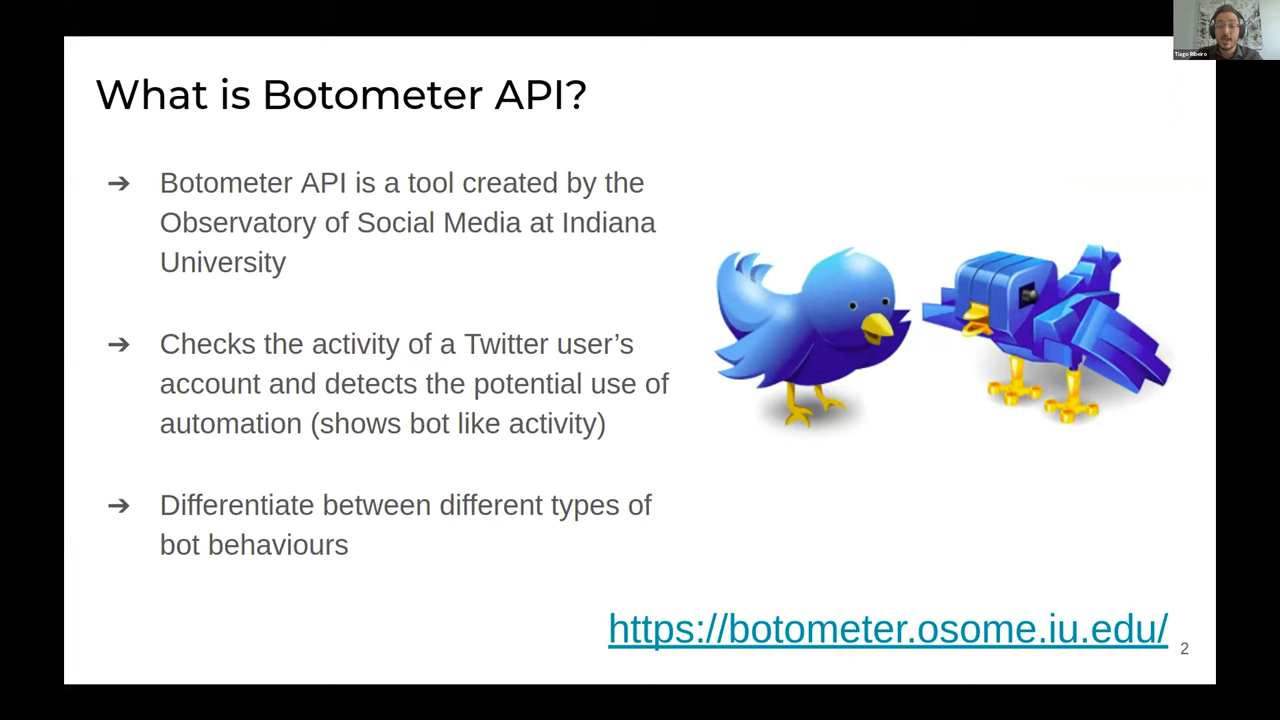 Tiago Ribeiro
What is Botometer API?
➔ Botometer API is a tool created by the
Observatory of Social Media at Indiana
University
➔ Checks the activity of a Twitter user’s
account and detects the potential use of
automation (shows bot like activity)
➔ Differentiate between different types of
bot behaviours
https://botometer.osome.iu.edu/
2